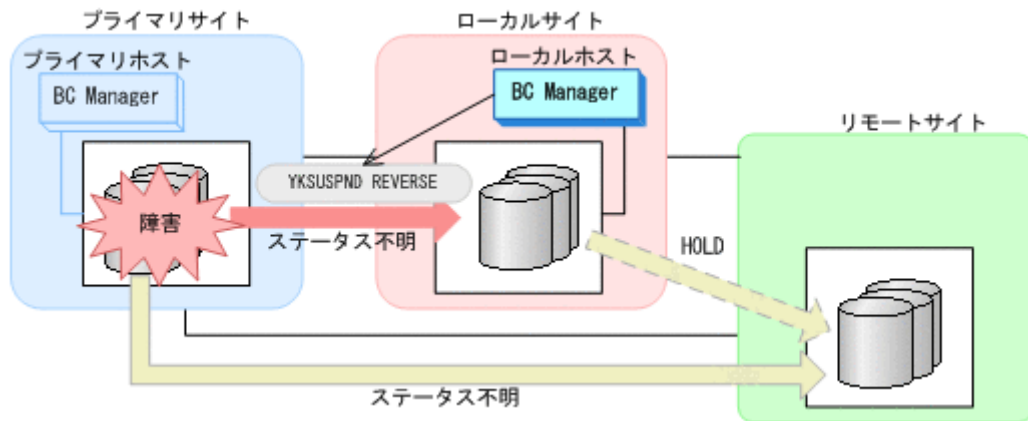 プライマリサイト
ローカルサイト
プライマリホスト
ローカルホスト
BC Manager
BC Manager
リモートサイト
YKSUSPND REVERSE
障害
ステータス不明
HOLD
ステータス不明